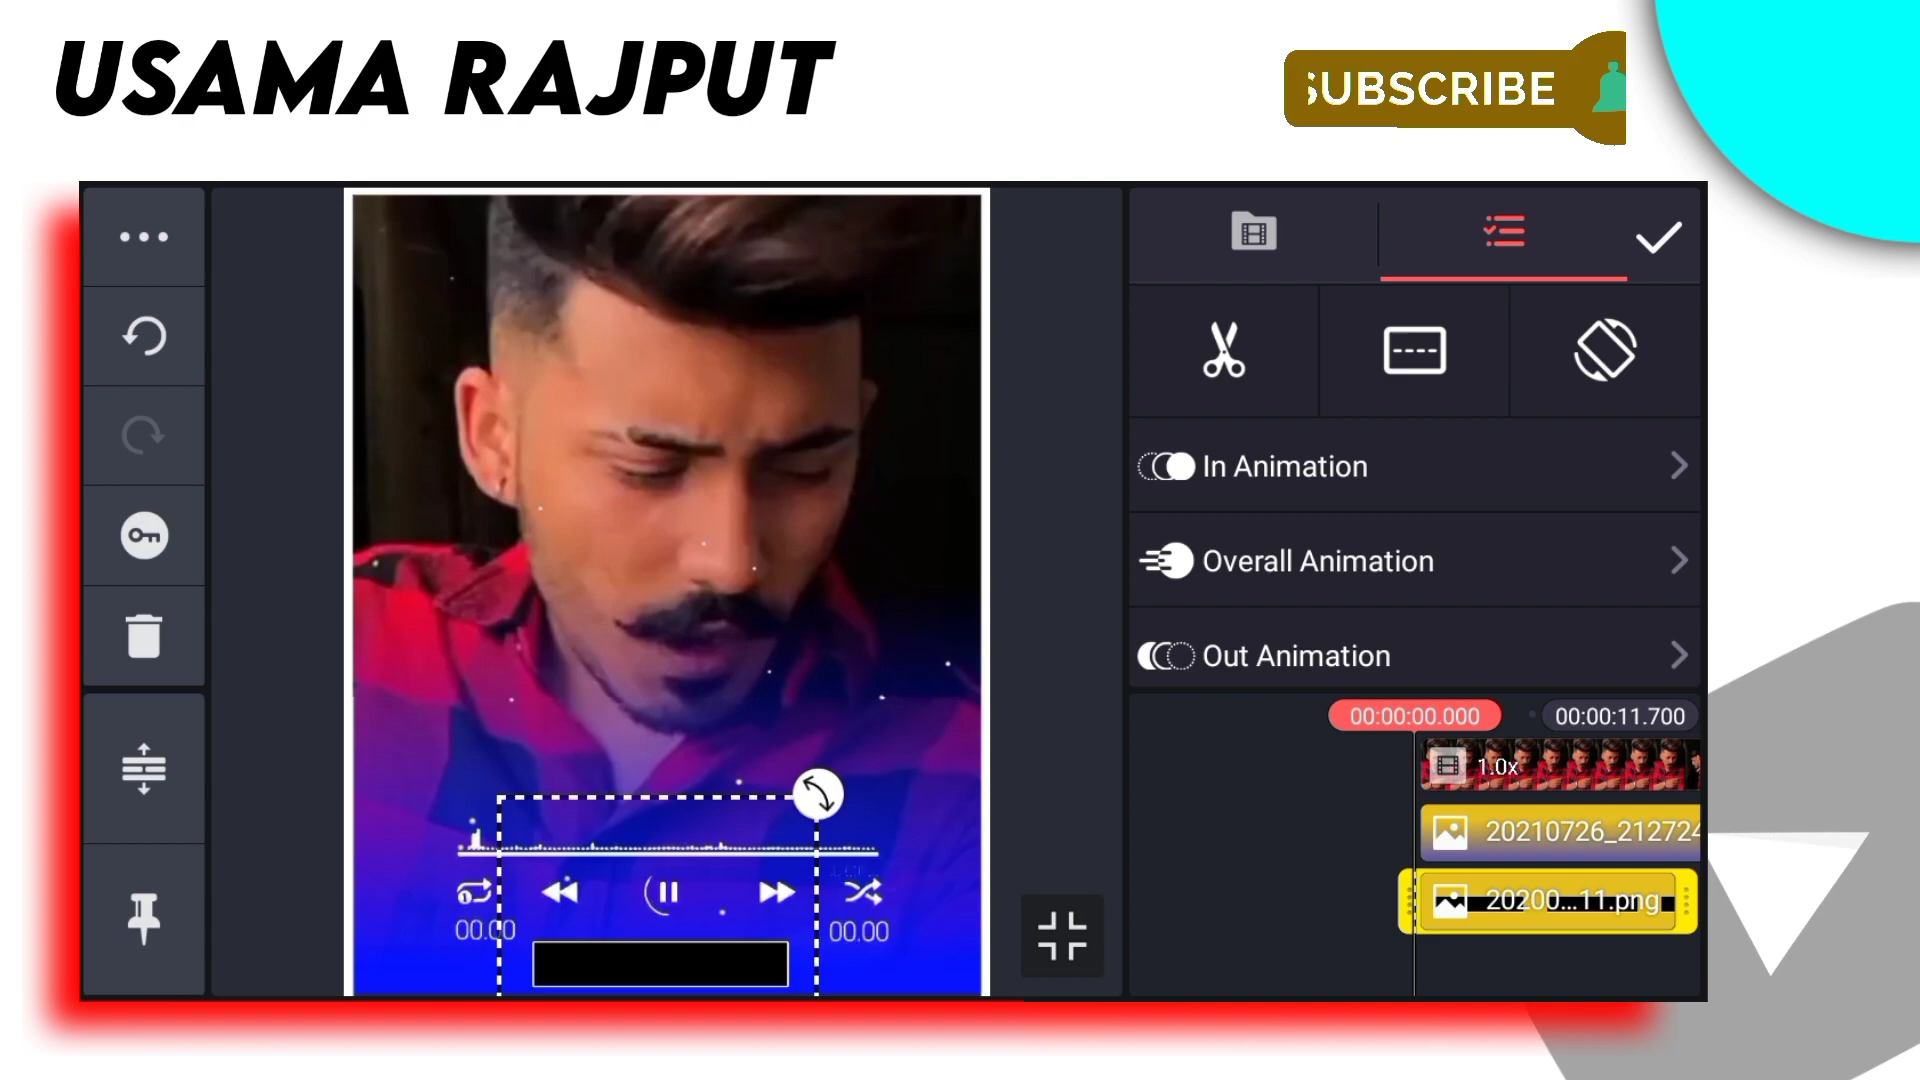 USAMA RAJPUT
SUBSCRIBE
In Animation
Overall Animation
Out Animation
00:00:00.000
00:00:11.700
1.0x
20210726_212724
20200...11.png
1
00.00
00.00